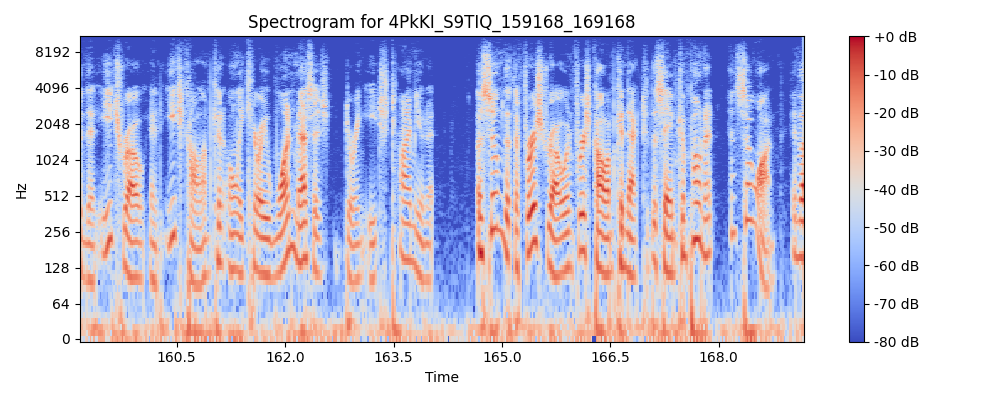 Spectrogram for 4PkKI_S9TIQ_159168_169168
8192
4096
2048
1024
512
256
128
64
0
Hz
160.5
162.0
163.5
165.0
166.5
168.0
Time
+0 dB
-10 dB
-20 dB
-30 dB
-40 dB
-50 dB
-60 dB
-70 dB
-80 dB